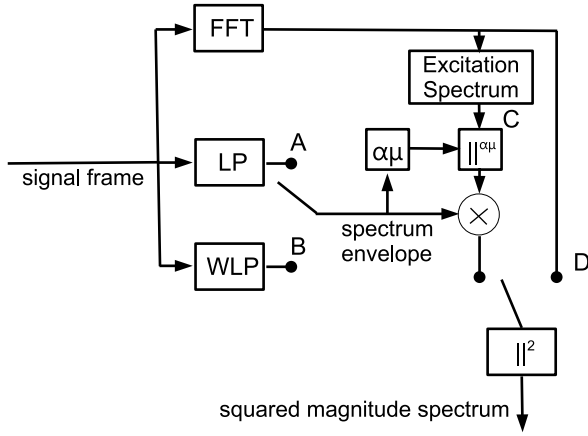 FFT
Excitation
Spectrum
C
A
LP
αμ
||^αμ
signal frame
×
spectrum
envelope
B
WLP
D
||²
squared magnitude spectrum